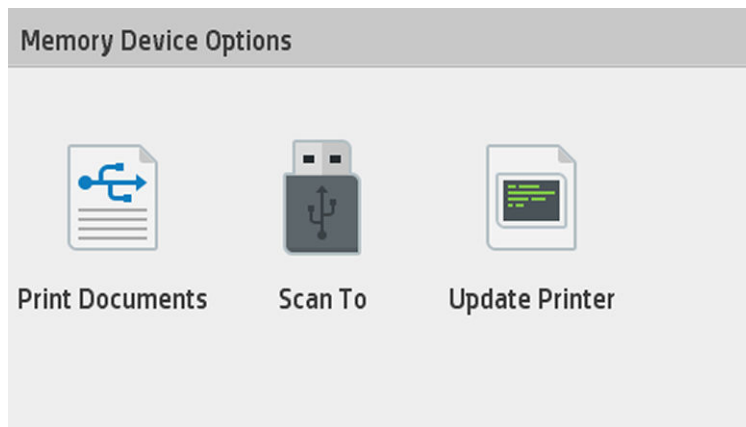 Memory Device Options
Print Documents
Scan To
Update Printer